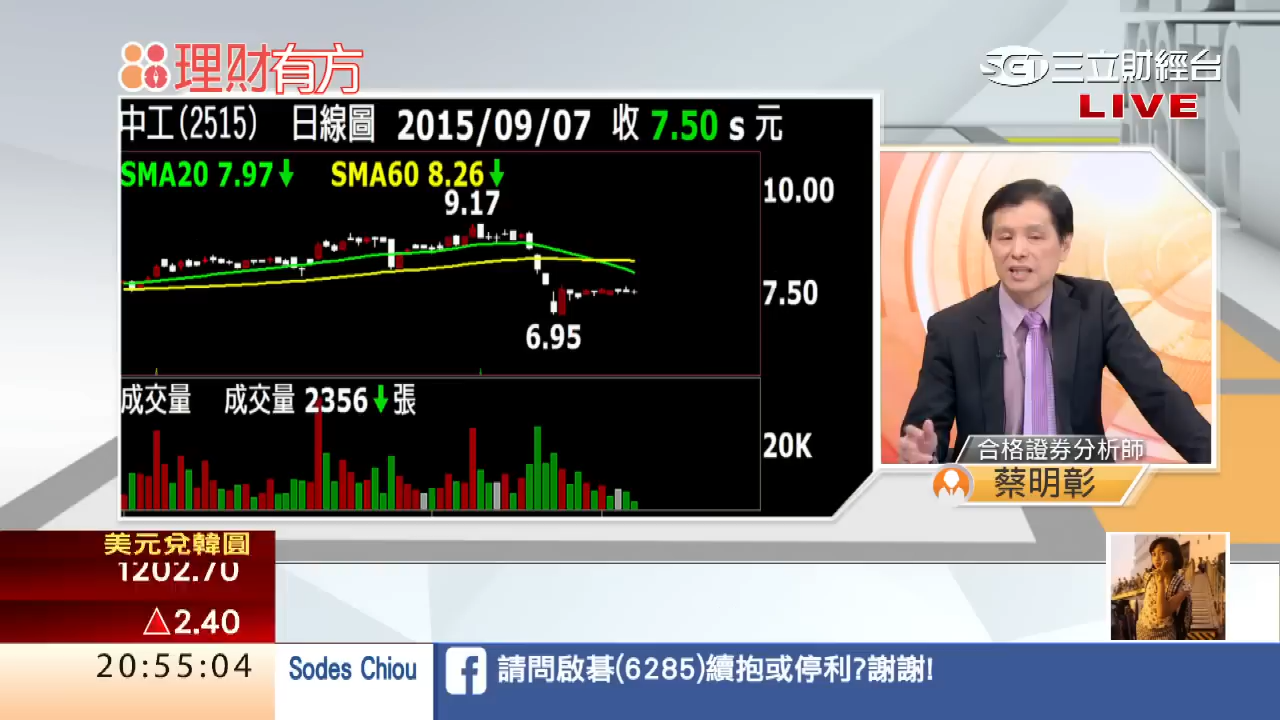 理財有方
SET 三立財經台
LIVE
中工(2515) 日線圖 2015/09/07 收 7.50 s 元
SMA20 7.97↓ SMA60 8.26↓
9.17
10.00
7.50
6.95
成交量 成交量 2356↓張
20K
合格證券分析師
蔡明彰
美元兌韓圓
1202.70
△2.40
20:55:04
Sodes Chiou
f 請問啟碁(6285)續抱或停利?謝謝!